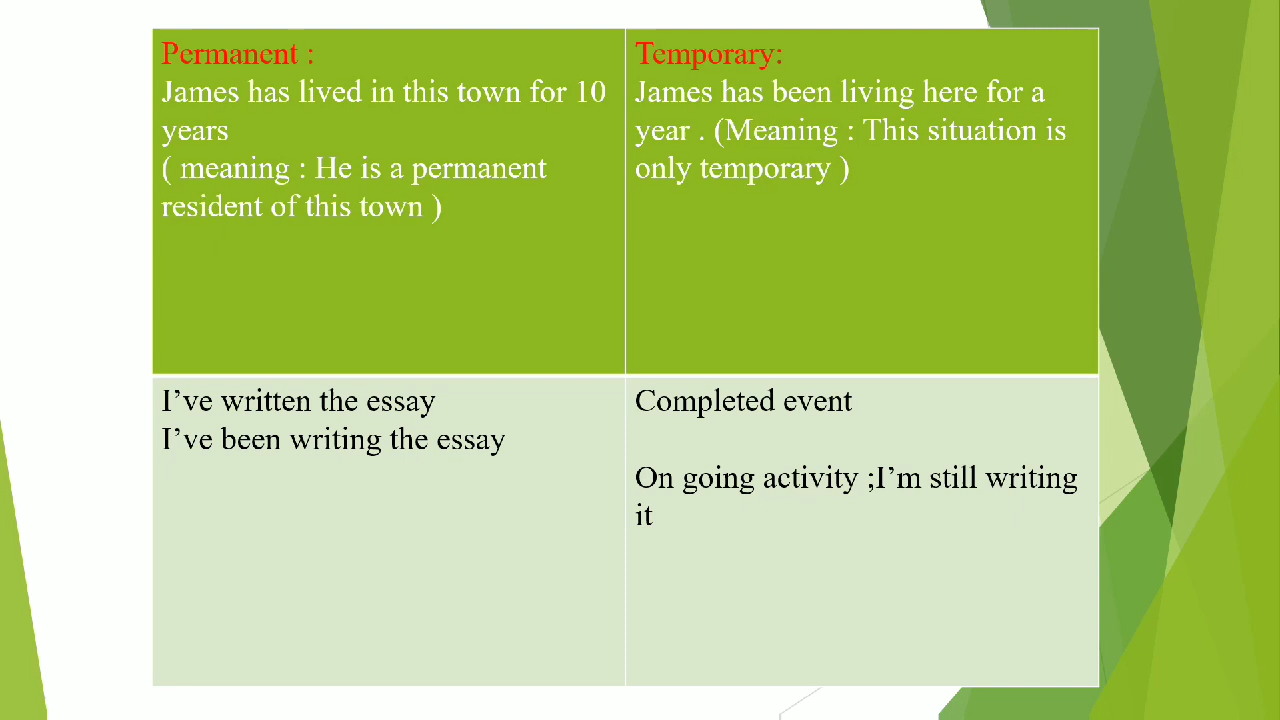 Permanent :
James has lived in this town for 10
years
( meaning : He is a permanent
resident of this town )
Temporary:
James has been living here for a
year . (Meaning : This situation is
only temporary )
I’ve written the essay
I’ve been writing the essay
Completed event
On going activity ;I’m still writing
it